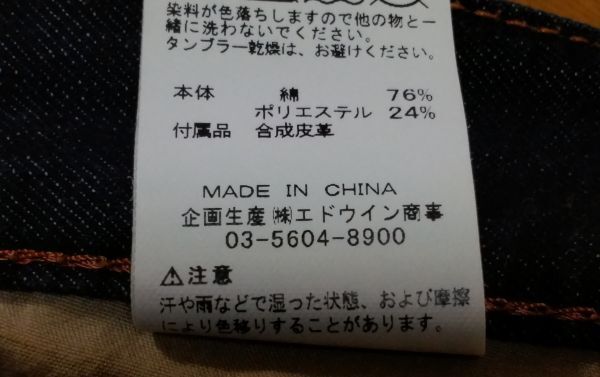 染料が色落ちしますので他の物と一
緒に洗わないでください。
タンブラー乾燥は、お避けください。
本体 綿 76%
ポリエステル 24%
付属品 合成皮革
MADE IN CHINA
企画生産 ㈱エドウイン商事
03-5604-8900
⚠注意
汗や雨などで湿った状態、および摩擦
により色移りすることがあります。